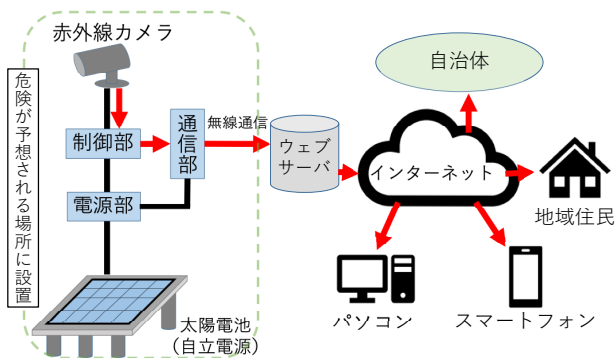 赤外線カメラ
危険が予想される場所に設置
制御部
通信部
無線通信
電源部
太陽電池
(自立電源)
ウェブ
サーバ
自治体
インターネット
地域住民
パソコン
スマートフォン